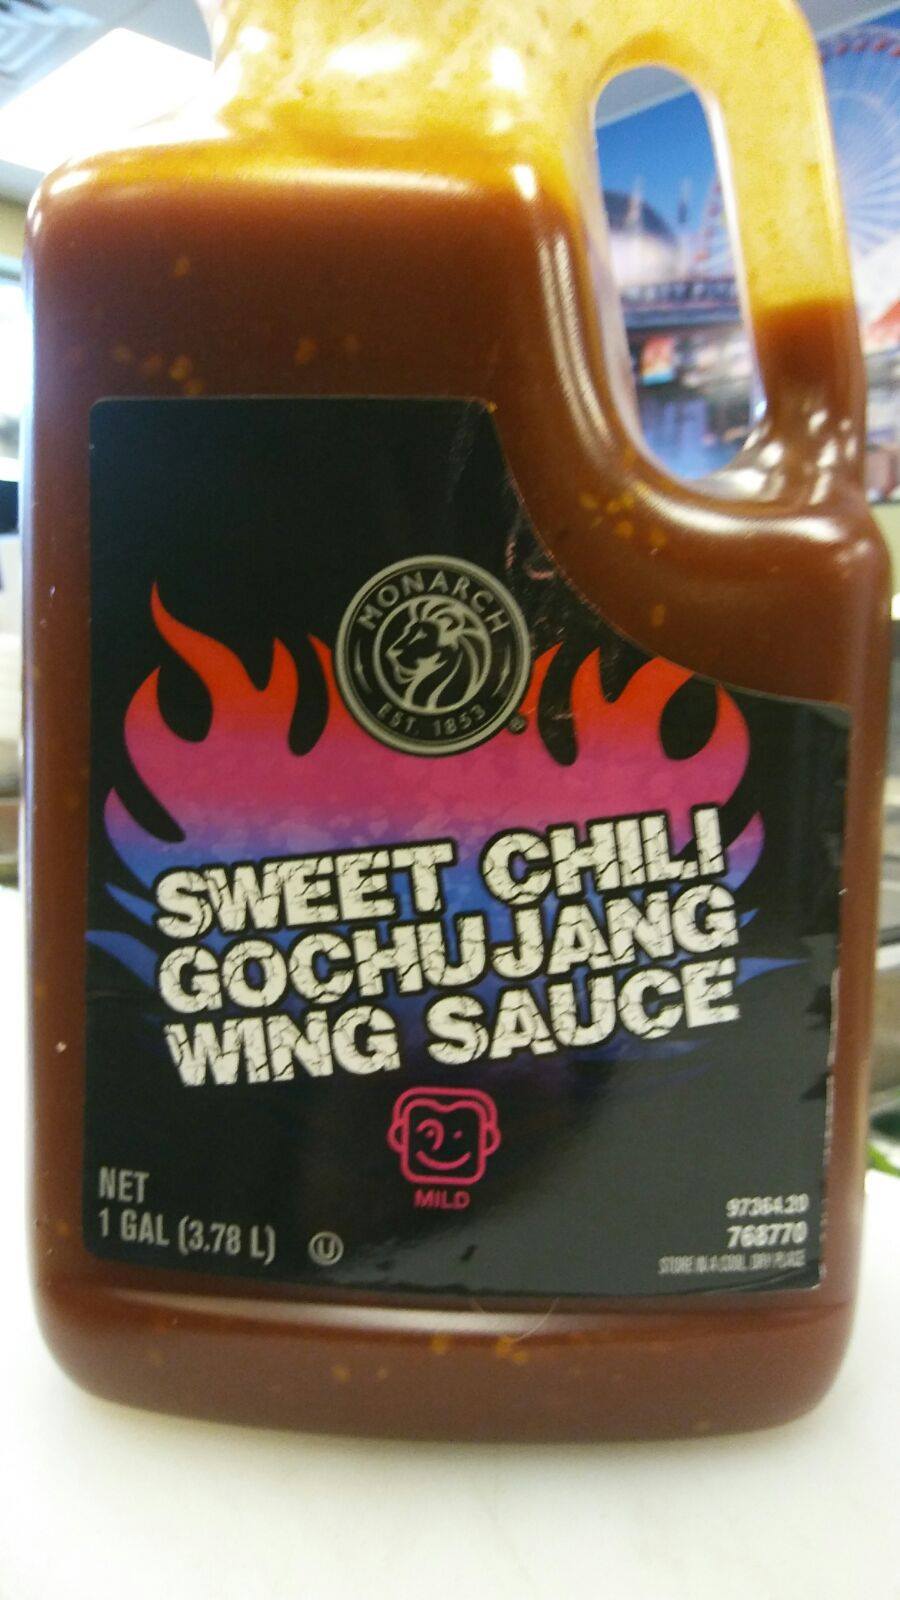 MONARCH
EST. 1853
®
SWEET CHILI
GOCHUJANG
WING SAUCE
MILD
NET
1 GAL (3.78 L)
U
97364.20
768770
STORE IN A COOL, DRY PLACE